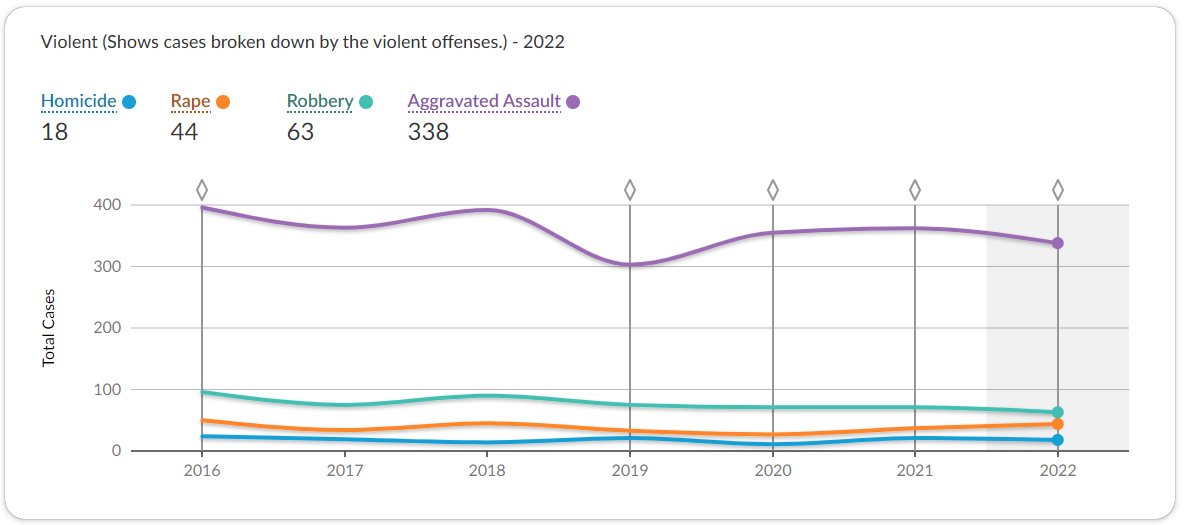 Violent (Shows cases broken down by the violent offenses.) - 2022
Homicide Rape Robbery Aggravated Assault
18 44 63 338
400
300
200
100
0
Total Cases
2016 2017 2018 2019 2020 2021 2022